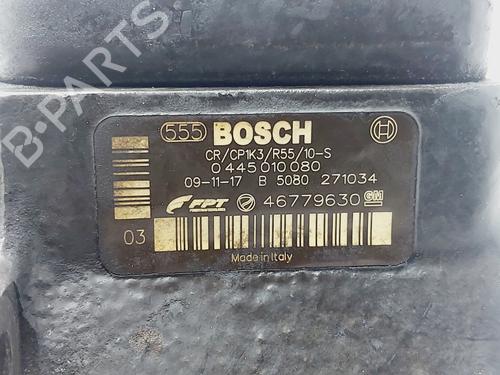 B-PARTS
555 BOSCH
CR/CP1K3/R55/10-S
0 445 010 080
09-11-17 B 5080 271034
FPT 46779630 GM
03
Made in Italy